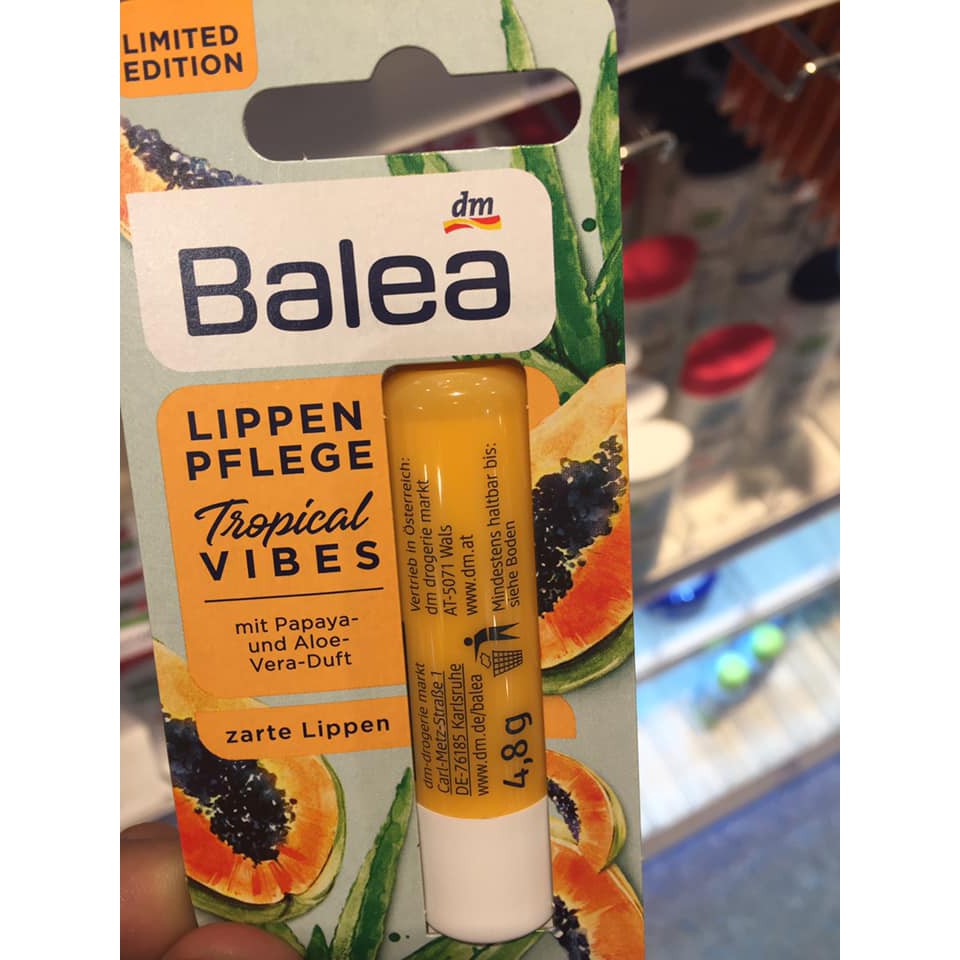 LIMITED
EDITION
dm
Balea
LIPPEN
PFLEGE
Tropical
VIBES
mit Papaya-
und Aloe-
Vera-Duft
zarte Lippen
Vertrieb in Österreich:
dm drogerie markt
AT-5071 Wals
www.dm.at
Mindestens haltbar bis:
siehe Boden
dm-drogerie markt
Carl-Metz-Straße 1
DE-76185 Karlsruhe
www.dm.de/balea
4,8g